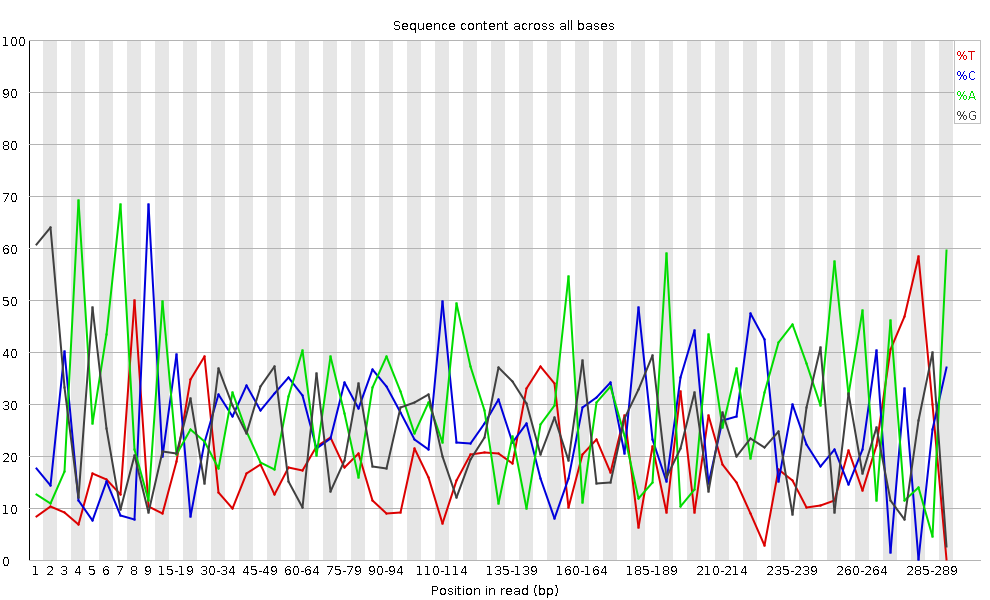 Sequence content across all bases
100
90
80
70
60
50
40
30
20
10
0
%T
%C
%A
%G
1 2 3 4 5 6 7 8 9 15-19 30-34 45-49 60-64 75-79 90-94 110-114 135-139 160-164 185-189 210-214 235-239 260-264 285-289
Position in read (bp)